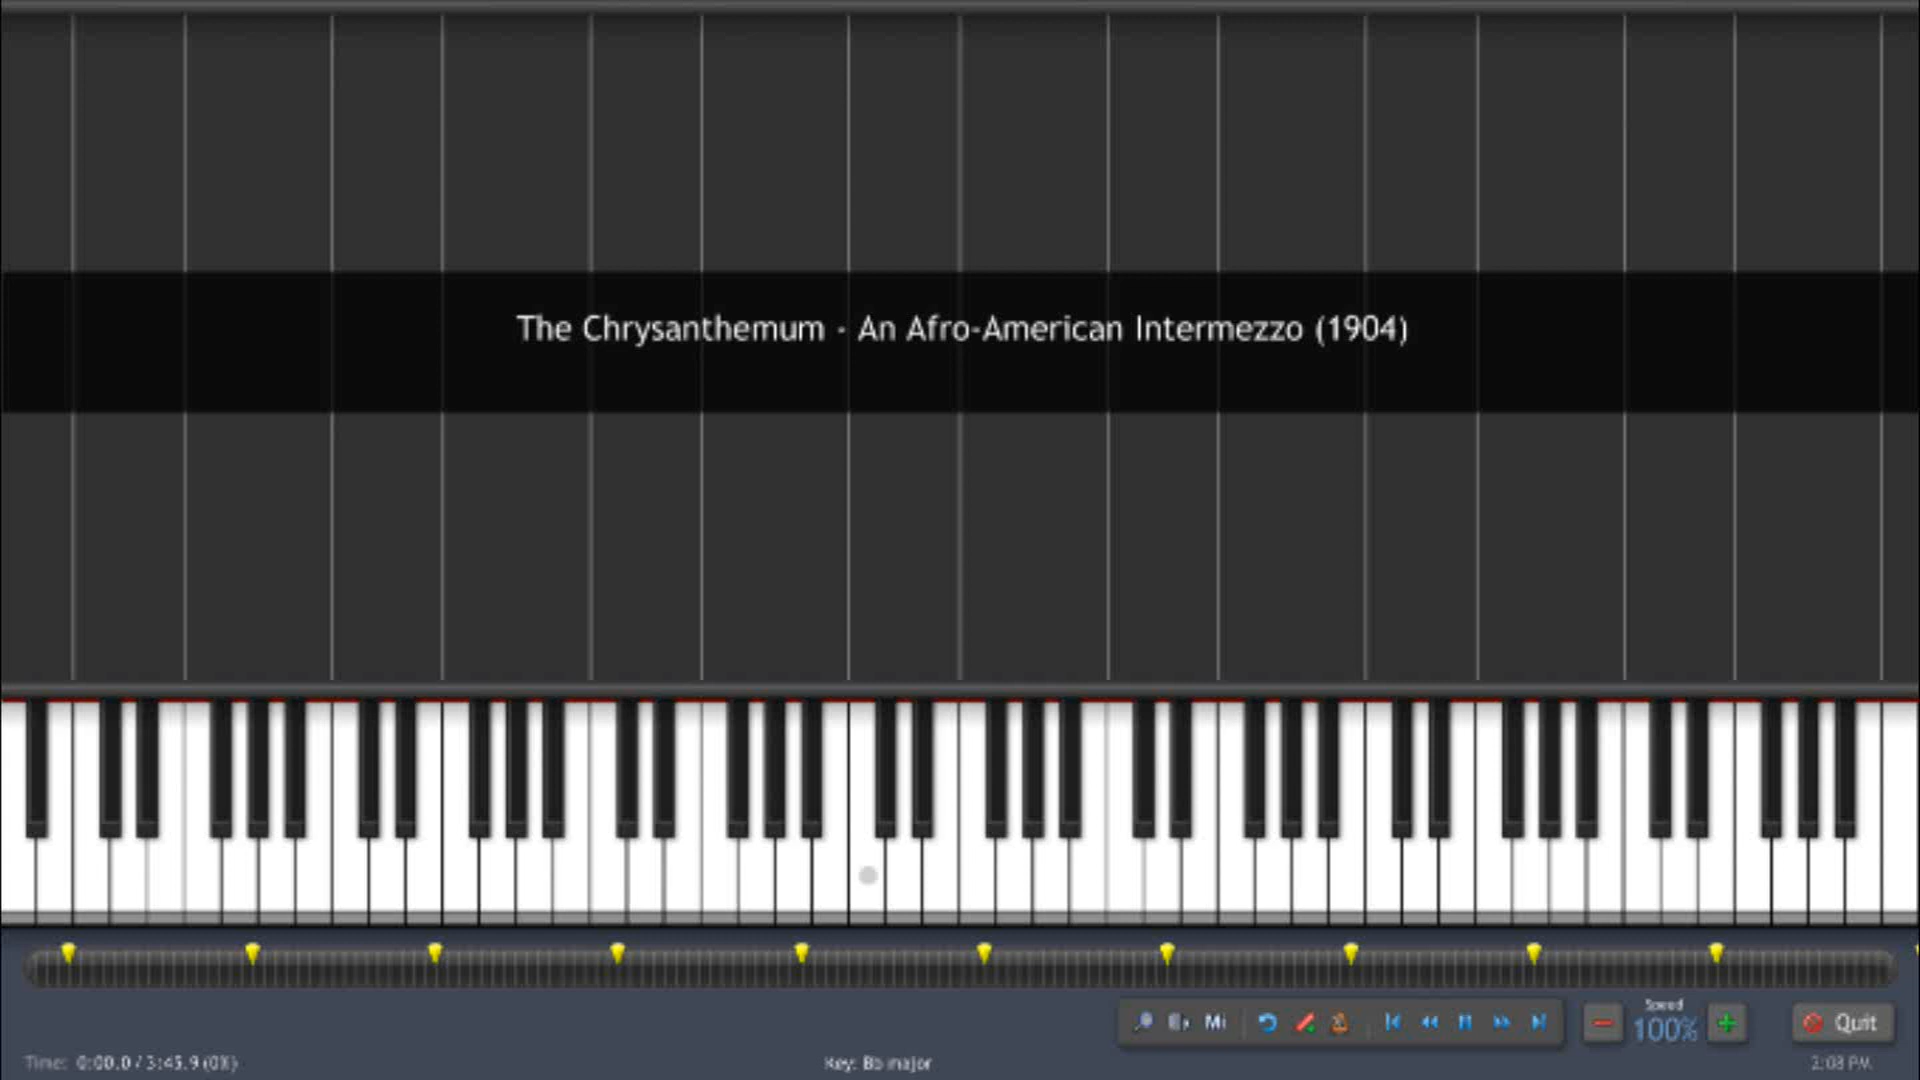 The Chrysanthemum - An Afro-American Intermezzo (1904)
Mi
Speed
100%
Quit
Time: 0:00.0 / 3:45.9 (0%)
Key: Bb major
2:03 PM